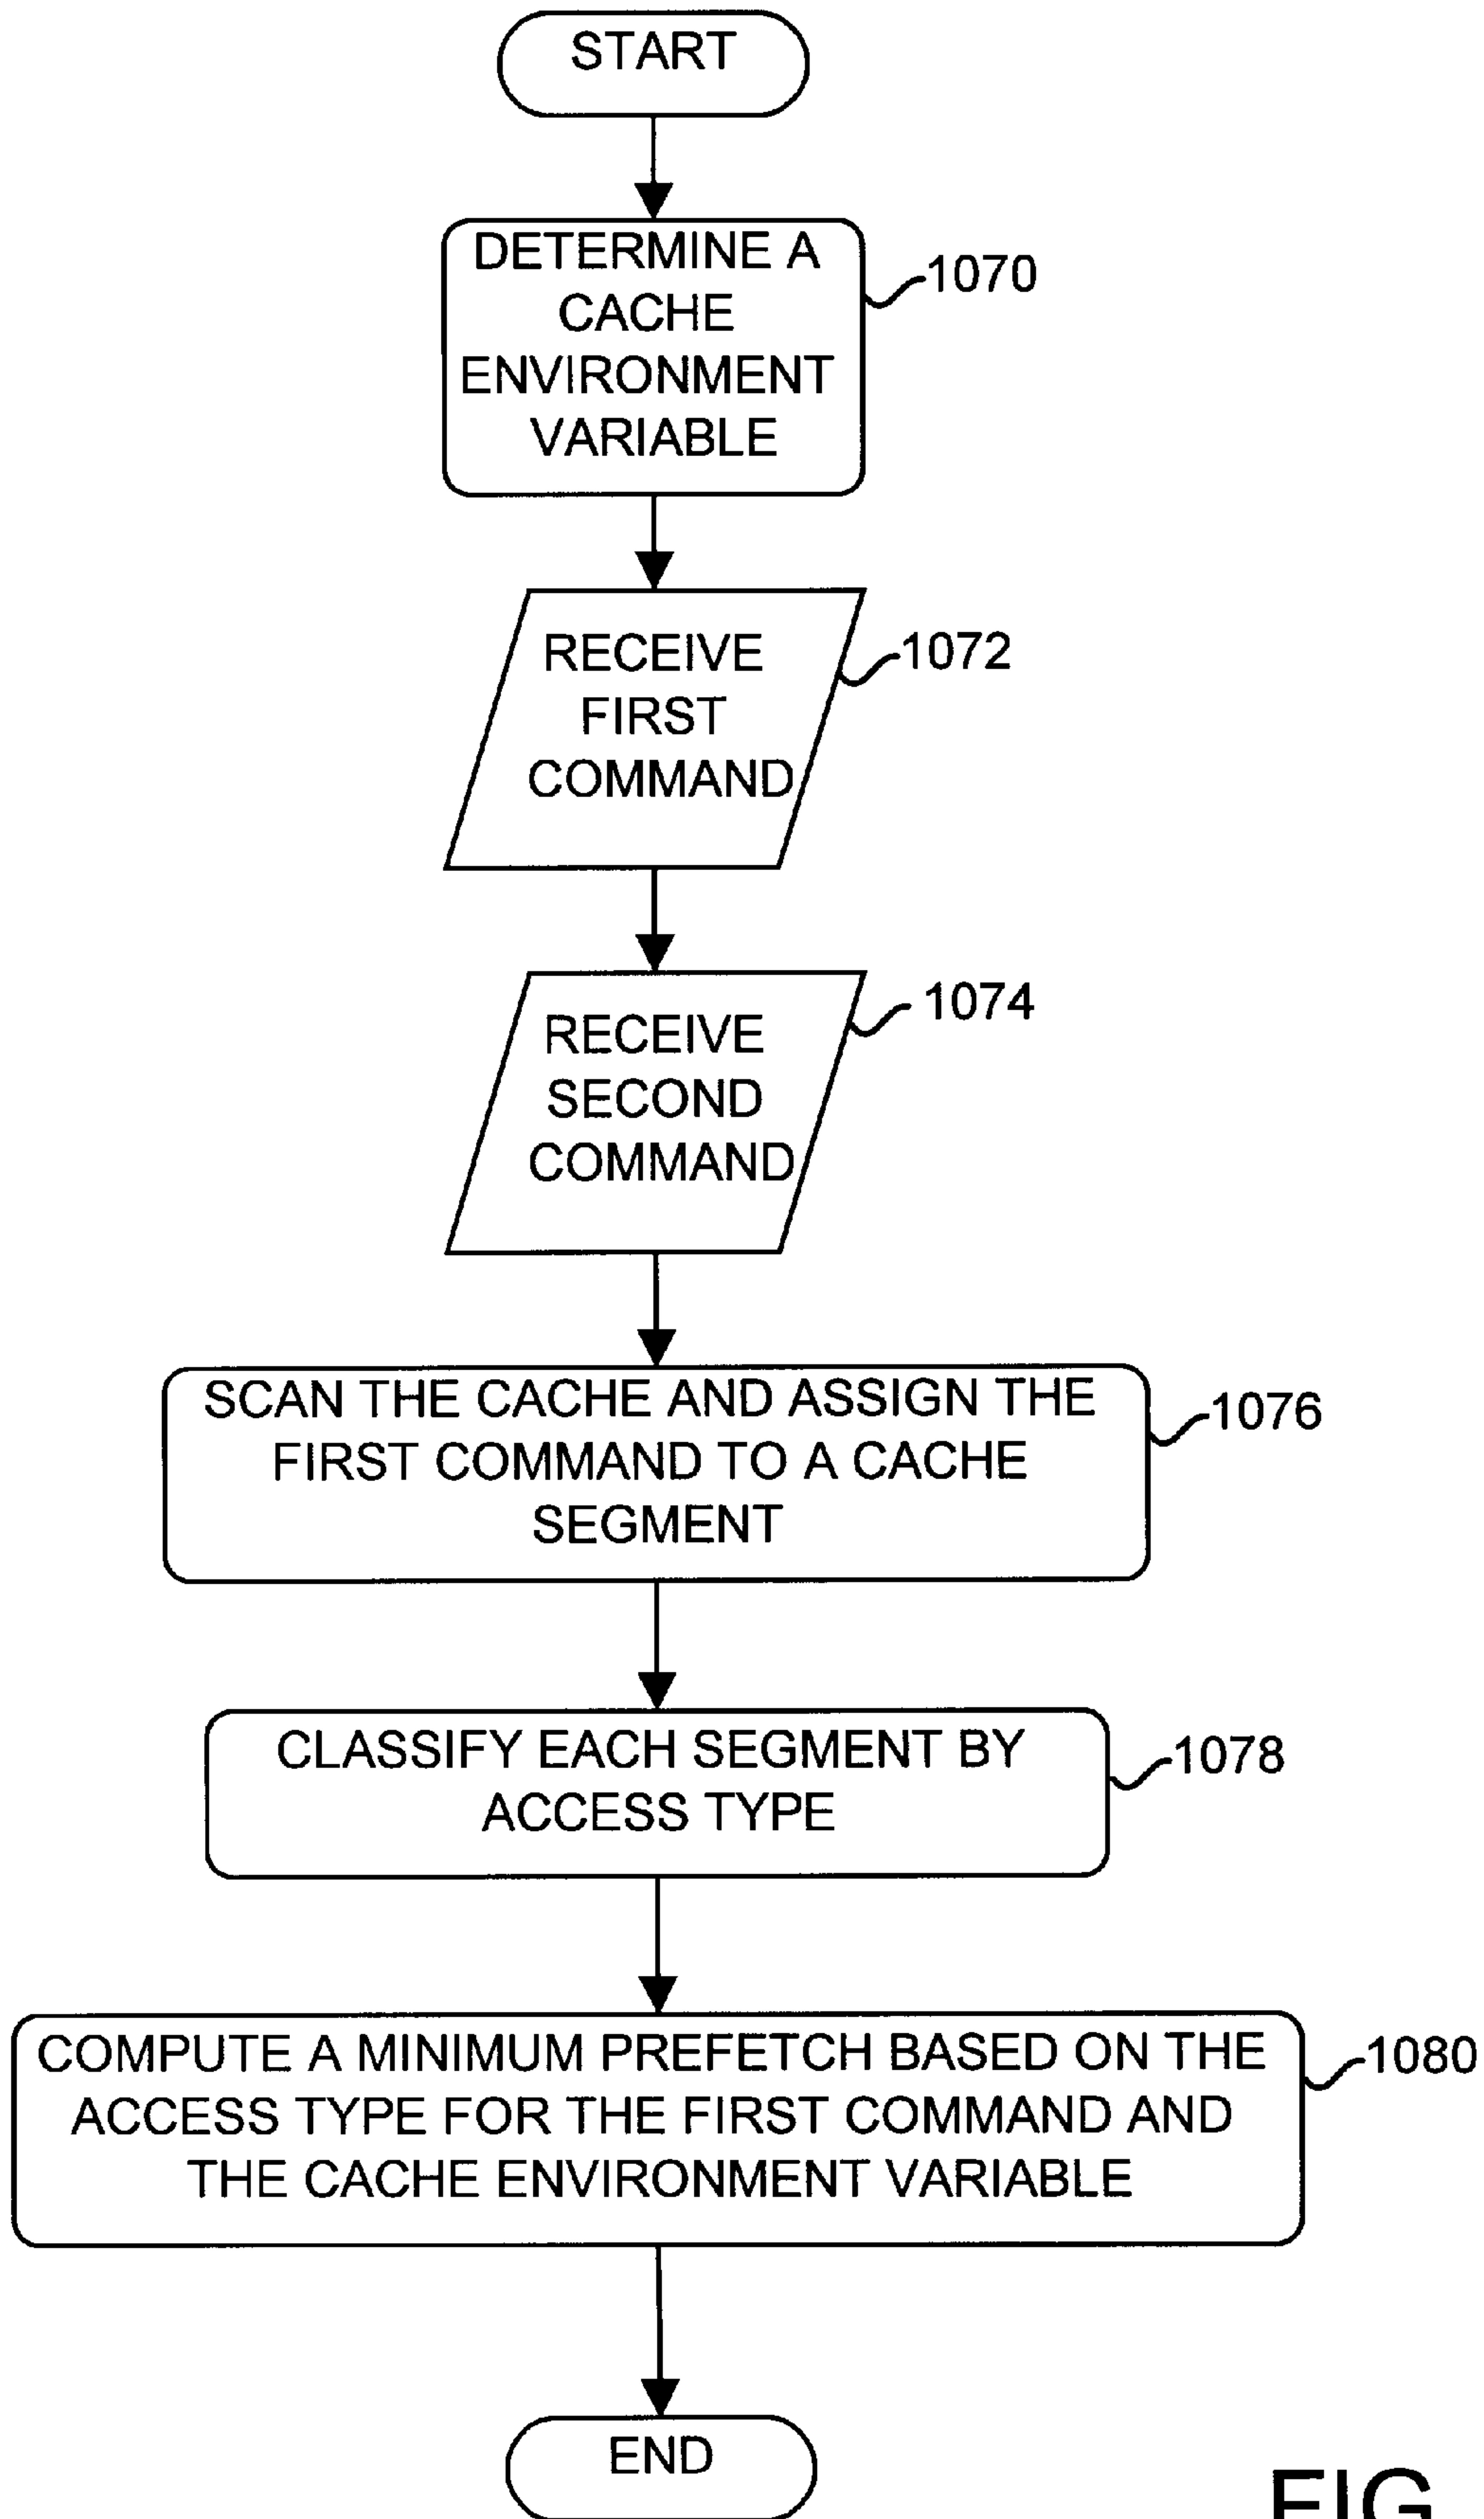 START
DETERMINE A
CACHE
ENVIRONMENT
VARIABLE
1070
RECEIVE
FIRST
COMMAND
1072
RECEIVE
SECOND
COMMAND
1074
SCAN THE CACHE AND ASSIGN THE
FIRST COMMAND TO A CACHE
SEGMENT
1076
CLASSIFY EACH SEGMENT BY
ACCESS TYPE
1078
COMPUTE A MINIMUM PREFETCH BASED ON THE
ACCESS TYPE FOR THE FIRST COMMAND AND
THE CACHE ENVIRONMENT VARIABLE
1080
END
FIG